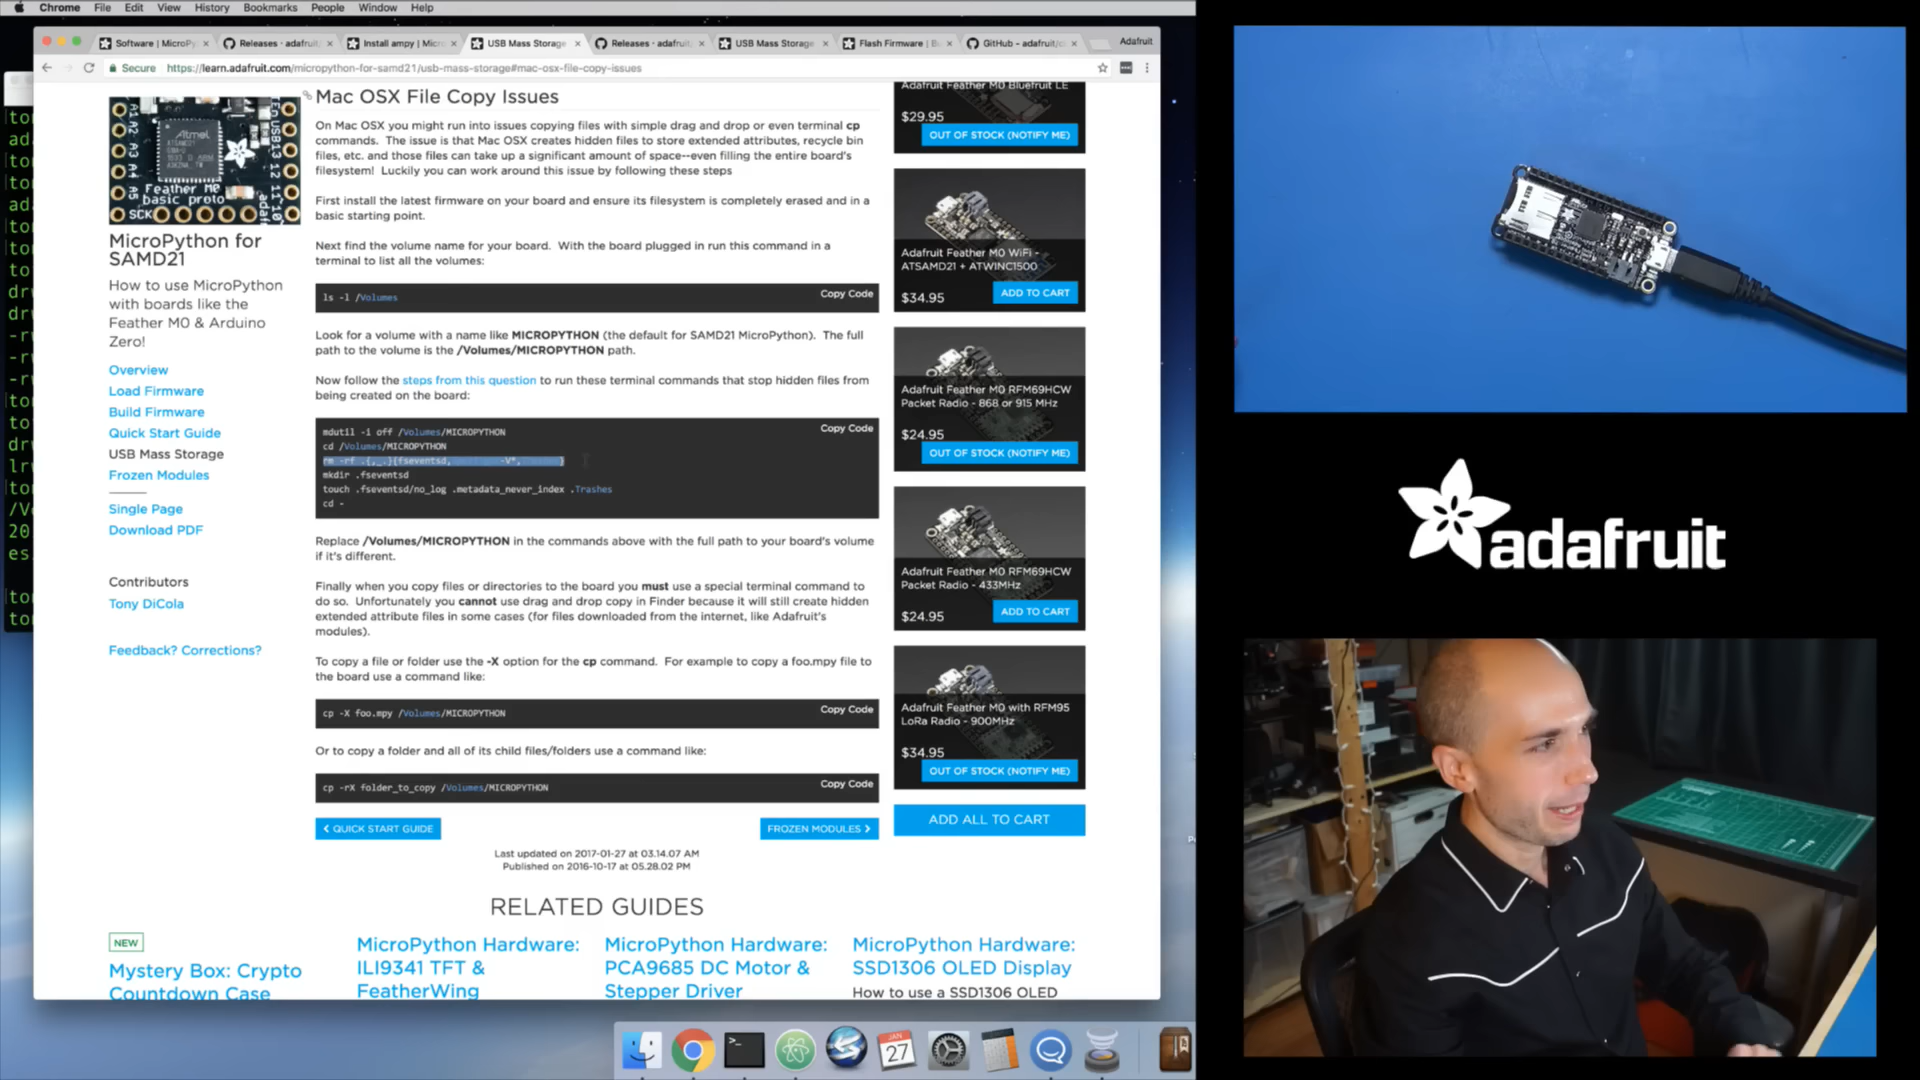 Chrome File Edit View History Bookmarks People Window Help
Software | MicroPy × Releases · adafruit/ × Install ampy | Micro × USB Mass Storage × Releases · adafruit/ × USB Mass Storage × Flash Firmware | B × GitHub - adafruit/ci ×
Adafruit
Secure https://learn.adafruit.com/micropython-for-samd21/usb-mass-storage#mac-osx-file-copy-issues
MicroPython for
SAMD21
How to use MicroPython
with boards like the
Feather M0 & Arduino
Zero!
Overview
Load Firmware
Build Firmware
Quick Start Guide
USB Mass Storage
Frozen Modules
Single Page
Download PDF
Contributors
Tony DiCola
Feedback? Corrections?
Atmel
Feather M0
basic proto
SCK
Mac OSX File Copy Issues
On Mac OSX you might run into issues copying files with simple drag and drop or even terminal cp
commands. The issue is that Mac OSX creates hidden files to store extended attributes, recycle bin
files, etc. and those files can take up a significant amount of space--even filling the entire board's
filesystem! Luckily you can work around this issue by following these steps
First install the latest firmware on your board and ensure its filesystem is completely erased and in a
basic starting point.
Next find the volume name for your board. With the board plugged in run this command in a
terminal to list all the volumes:
ls -l /Volumes
Copy Code
Look for a volume with a name like MICROPYTHON (the default for SAMD21 MicroPython). The full
path to the volume is the /Volumes/MICROPYTHON path.
Now follow the steps from this question to run these terminal commands that stop hidden files from
being created on the board:
Copy Code
mdutil -i off /Volumes/MICROPYTHON
cd /Volumes/MICROPYTHON
rm -rf .{,_.}{fseventsd, -V*,
mkdir .fseventsd
touch .fseventsd/no_log .metadata_never_index .Trashes
cd -
Replace /Volumes/MICROPYTHON in the commands above with the full path to your board's volume
if it's different.
Finally when you copy files or directories to the board you must use a special terminal command to
do so. Unfortunately you cannot use drag and drop copy in Finder because it will still create hidden
extended attribute files in some cases (for files downloaded from the internet, like Adafruit's
modules).
To copy a file or folder use the -X option for the cp command. For example to copy a foo.mpy file to
the board use a command like:
cp -X foo.mpy /Volumes/MICROPYTHON
Copy Code
Or to copy a folder and all of its child files/folders use a command like:
cp -rX folder_to_copy /Volumes/MICROPYTHON
Copy Code
QUICK START GUIDE
FROZEN MODULES
Last updated on 2017-01-27 at 03.14.07 AM
Published on 2016-10-17 at 05.28.02 PM
Adafruit Feather M0 Bluefruit LE
$29.95
OUT OF STOCK (NOTIFY ME)
Adafruit Feather M0 WiFi -
ATSAMD21 + ATWINC1500
$34.95
ADD TO CART
Adafruit Feather M0 RFM69HCW
Packet Radio - 868 or 915 MHz
$24.95
OUT OF STOCK (NOTIFY ME)
Adafruit Feather M0 RFM69HCW
Packet Radio - 433MHz
$24.95
ADD TO CART
Adafruit Feather M0 with RFM95
LoRa Radio - 900MHz
$34.95
OUT OF STOCK (NOTIFY ME)
ADD ALL TO CART
RELATED GUIDES
NEW
Mystery Box: Crypto
Countdown Case
MicroPython Hardware:
ILI9341 TFT &
FeatherWing
MicroPython Hardware:
PCA9685 DC Motor &
Stepper Driver
MicroPython Hardware:
SSD1306 OLED Display
How to use a SSD1306 OLED
JAN
27
adafruit